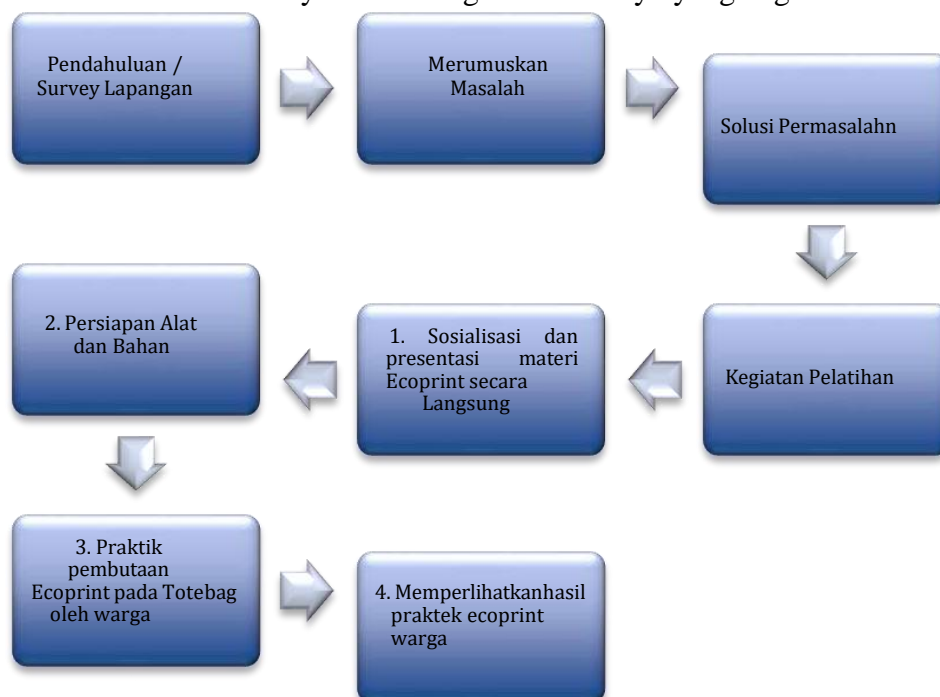 Pendahuluan /
Survey Lapangan
Merumuskan
Masalah
Solusi Permasalahn
Kegiatan Pelatihan
1. Sosialisasi dan
presentasi materi
Ecoprint secara
Langsung
2. Persiapan Alat
dan Bahan
3. Praktik
pembutaan
Ecoprint pada Totebag
oleh warga
4. Memperlihatkanhasil
praktek ecoprint
warga